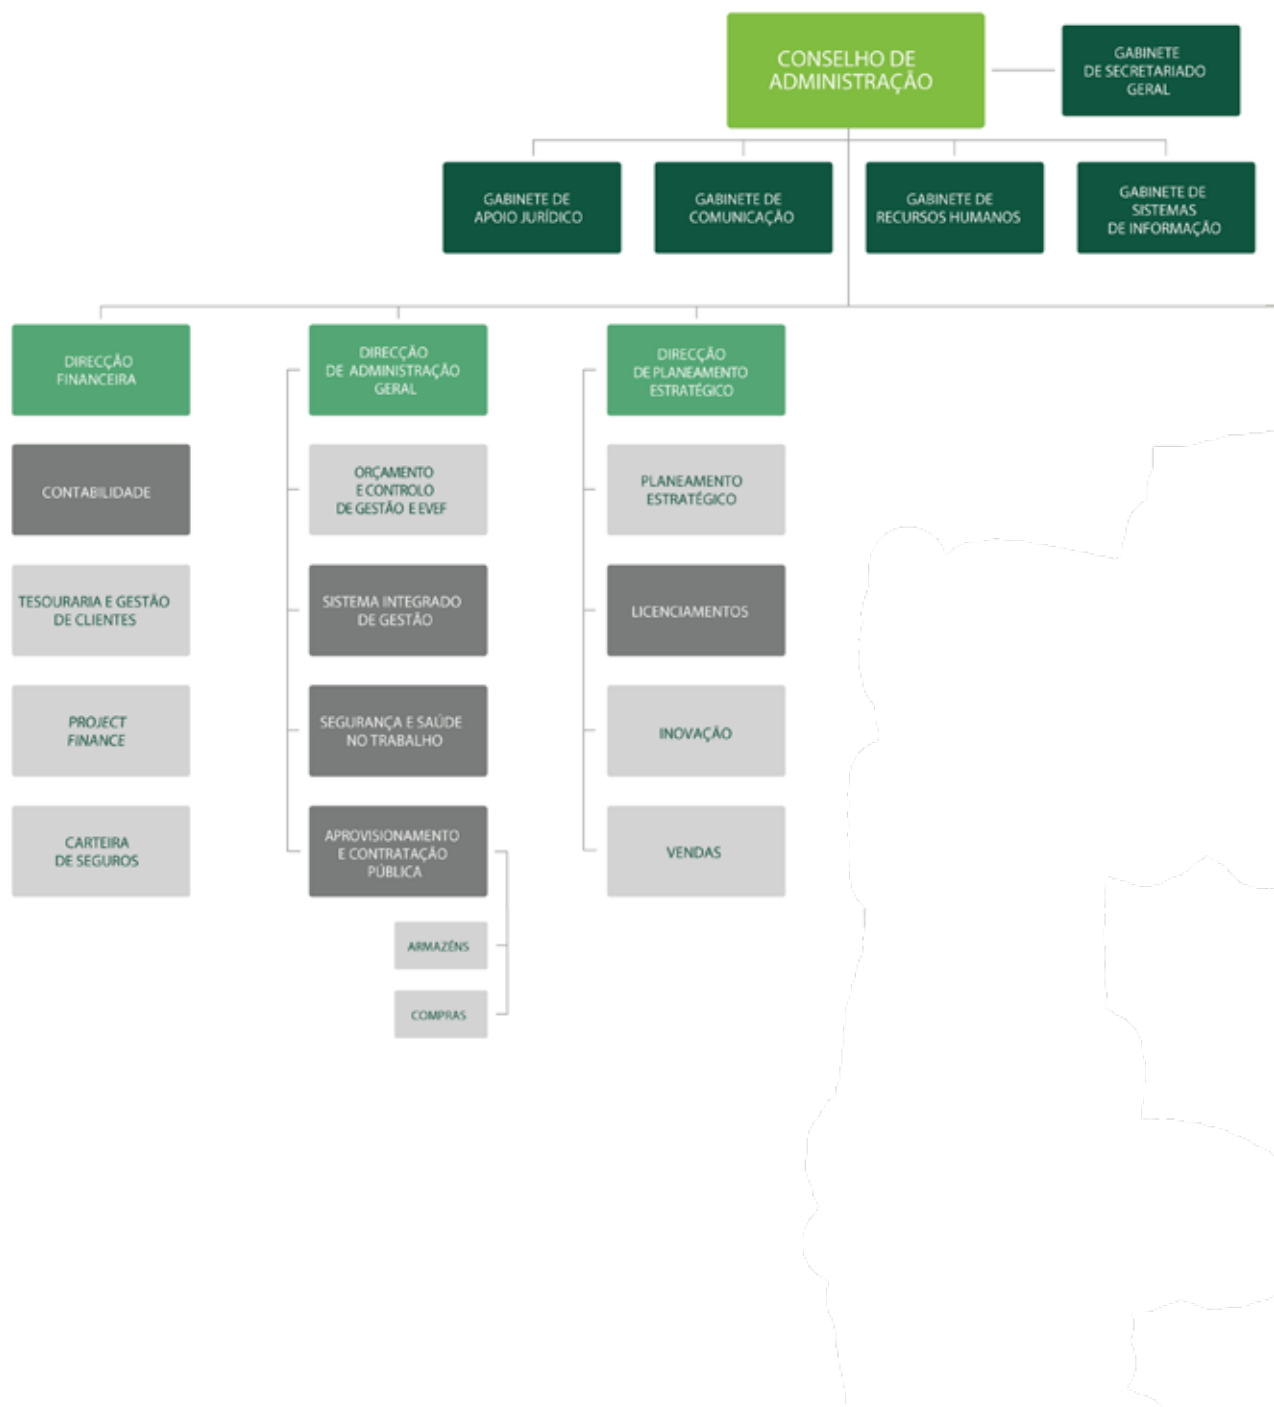 CONSELHO DE
ADMINISTRAÇÃO
GABINETE
DE SECRETARIADO
GERAL
GABINETE DE
APOIO JURÍDICO
GABINETE DE
COMUNICAÇÃO
GABINETE DE
RECURSOS HUMANOS
GABINETE DE
SISTEMAS
DE INFORMAÇÃO
DIRECÇÃO
FINANCEIRA
CONTABILIDADE
TESOURARIA E GESTÃO
DE CLIENTES
PROJECT
FINANCE
CARTEIRA
DE SEGUROS
DIRECÇÃO
DE ADMINISTRAÇÃO
GERAL
ORÇAMENTO
E CONTROLO
DE GESTÃO E EVEF
SISTEMA INTEGRADO
DE GESTÃO
SEGURANÇA E SAÚDE
NO TRABALHO
APROVISIONAMENTO
E CONTRATAÇÃO
PÚBLICA
ARMAZÉNS
COMPRAS
DIRECÇÃO
DE PLANEAMENTO
ESTRATÉGICO
PLANEAMENTO
ESTRATÉGICO
LICENCIAMENTOS
INOVAÇÃO
VENDAS